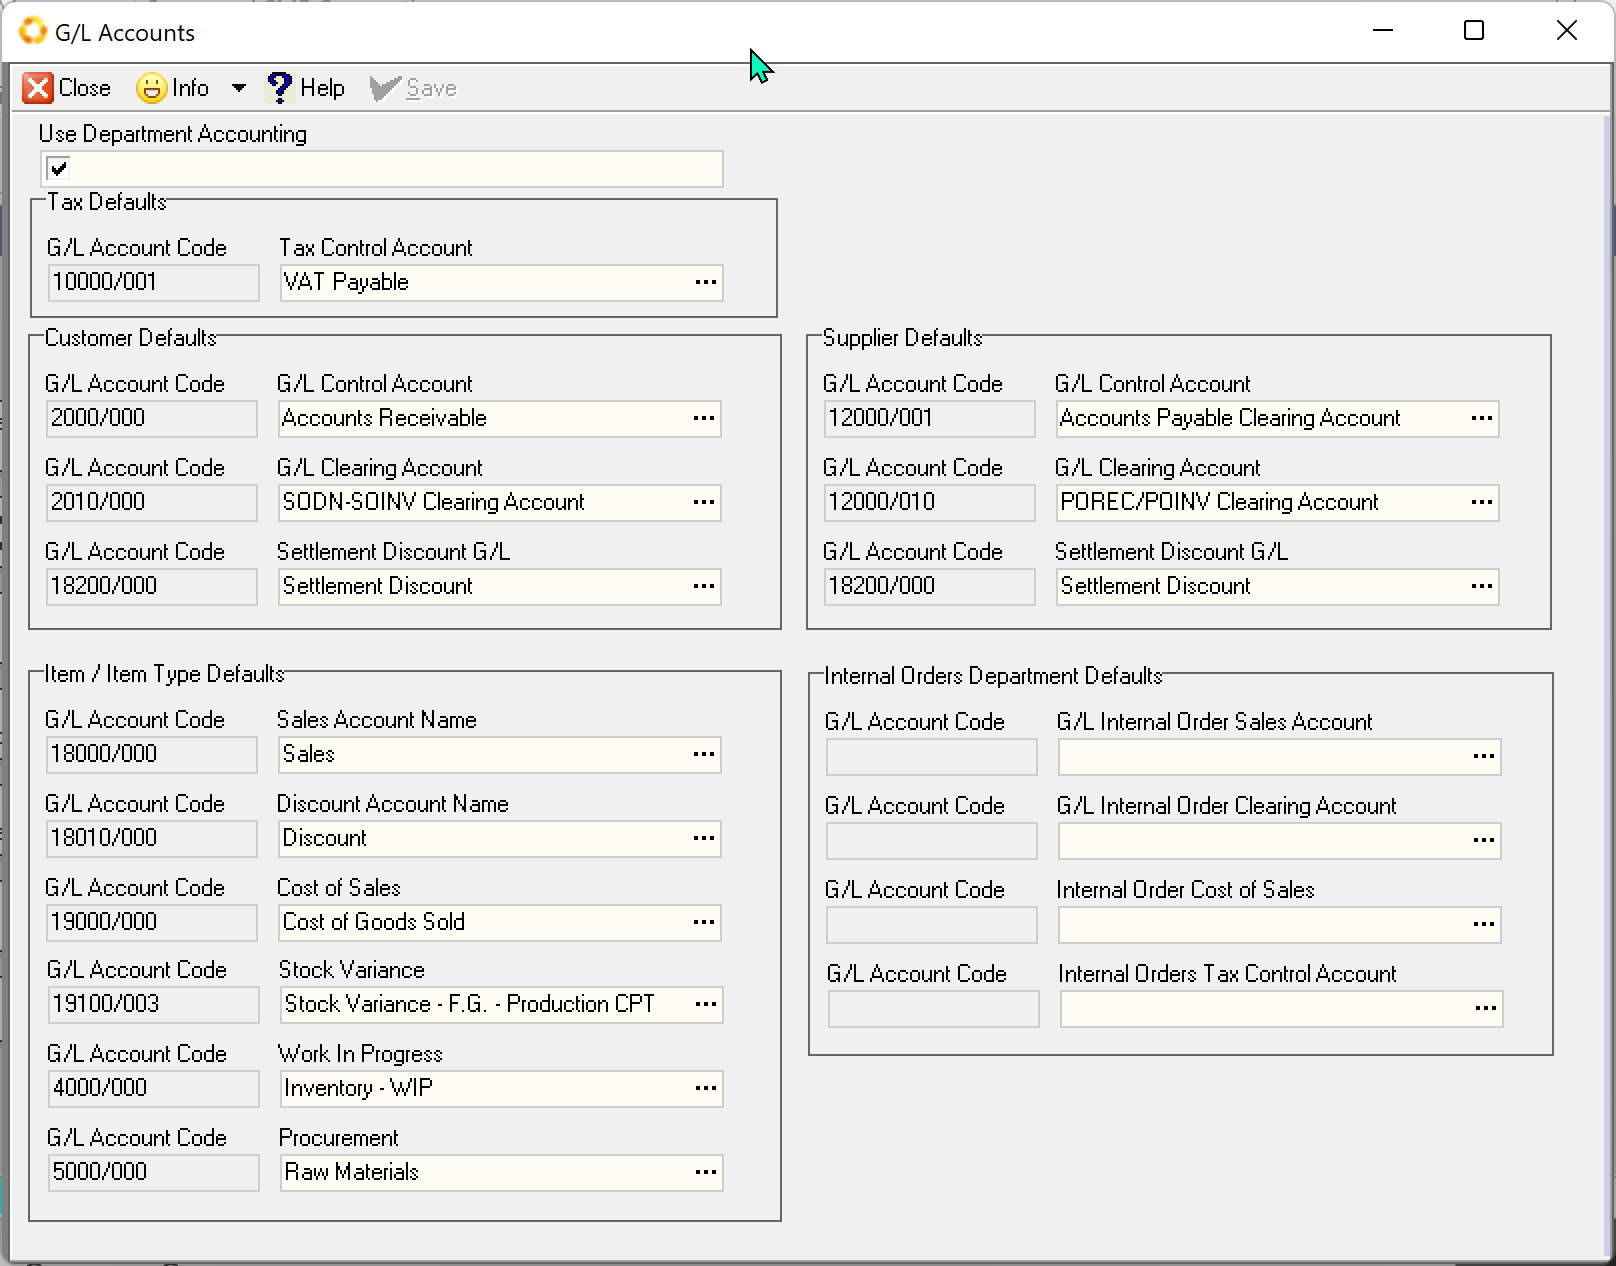 G/L Accounts
Close Info Help Save
Use Department Accounting
Tax Defaults
G/L Account Code Tax Control Account
10000/001 VAT Payable ...
Customer Defaults
G/L Account Code G/L Control Account
2000/000 Accounts Receivable ...
G/L Account Code G/L Clearing Account
2010/000 SODN-SOINV Clearing Account ...
G/L Account Code Settlement Discount G/L
18200/000 Settlement Discount ...
Supplier Defaults
G/L Account Code G/L Control Account
12000/001 Accounts Payable Clearing Account ...
G/L Account Code G/L Clearing Account
12000/010 POREC/POINV Clearing Account ...
G/L Account Code Settlement Discount G/L
18200/000 Settlement Discount ...
Item / Item Type Defaults
G/L Account Code Sales Account Name
18000/000 Sales ...
G/L Account Code Discount Account Name
18010/000 Discount ...
G/L Account Code Cost of Sales
19000/000 Cost of Goods Sold ...
G/L Account Code Stock Variance
19100/003 Stock Variance - F.G. - Production CPT ...
G/L Account Code Work In Progress
4000/000 Inventory - WIP ...
G/L Account Code Procurement
5000/000 Raw Materials ...
Internal Orders Department Defaults
G/L Account Code G/L Internal Order Sales Account
...
G/L Account Code G/L Internal Order Clearing Account
...
G/L Account Code Internal Order Cost of Sales
...
G/L Account Code Internal Orders Tax Control Account
...